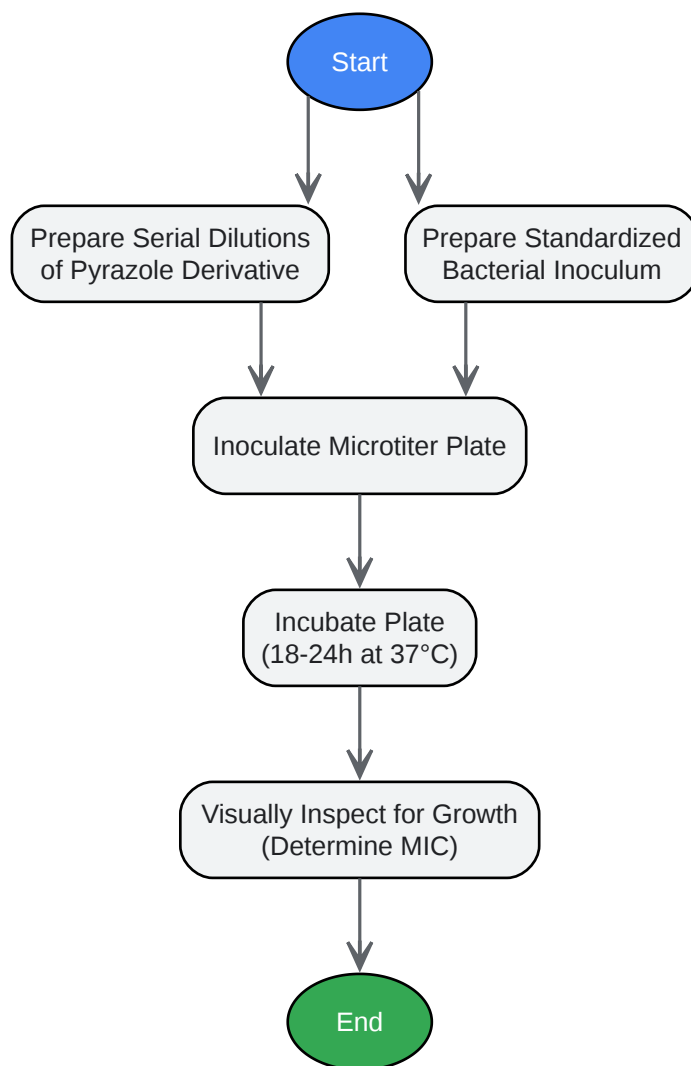 Start
Prepare Serial Dilutions
of Pyrazole Derivative
Prepare Standardized
Bacterial Inoculum
Inoculate Microtiter Plate
Incubate Plate
(18-24h at 37°C)
Visually Inspect for Growth
(Determine MIC)
End